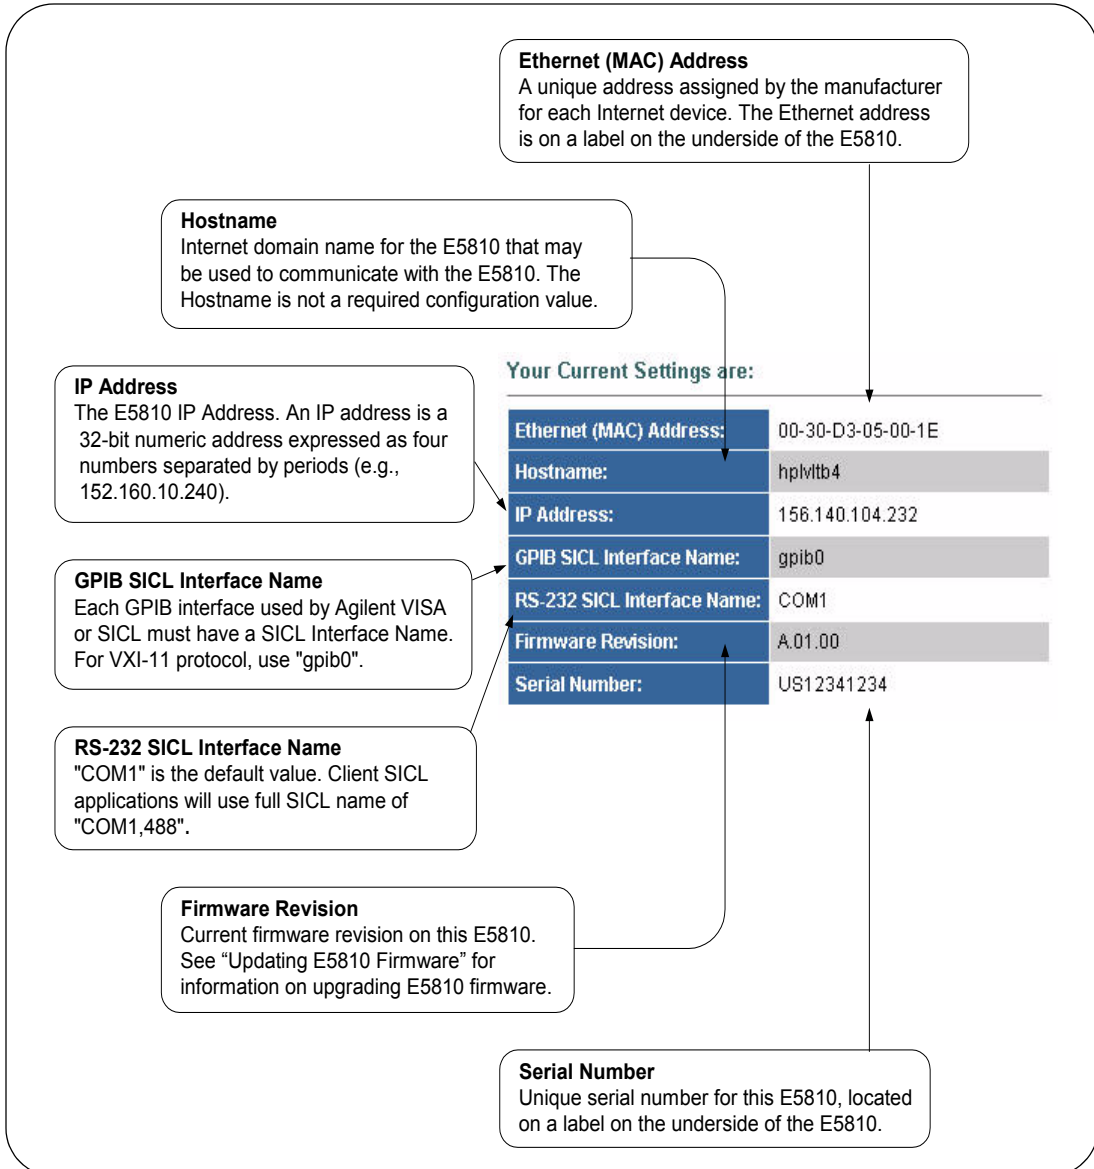 Ethernet (MAC) Address
A unique address assigned by the manufacturer
for each Internet device. The Ethernet address
is on a label on the underside of the E5810.
Hostname
Internet domain name for the E5810 that may
be used to communicate with the E5810. The
Hostname is not a required configuration value.
IP Address
The E5810 IP Address. An IP address is a
32-bit numeric address expressed as four
numbers separated by periods (e.g.,
152.160.10.240).
GPIB SICL Interface Name
Each GPIB interface used by Agilent VISA
or SICL must have a SICL Interface Name.
For VXI-11 protocol, use "gpib0".
RS-232 SICL Interface Name
"COM1" is the default value. Client SICL
applications will use full SICL name of
"COM1,488".
Your Current Settings are:
Ethernet (MAC) Address: 00-30-D3-05-00-1E
Hostname: hplvltb4
IP Address: 156.140.104.232
GPIB SICL Interface Name: gpib0
RS-232 SICL Interface Name: COM1
Firmware Revision: A.01.00
Serial Number: US12341234
Firmware Revision
Current firmware revision on this E5810.
See “Updating E5810 Firmware” for
information on upgrading E5810 firmware.
Serial Number
Unique serial number for this E5810, located
on a label on the underside of the E5810.